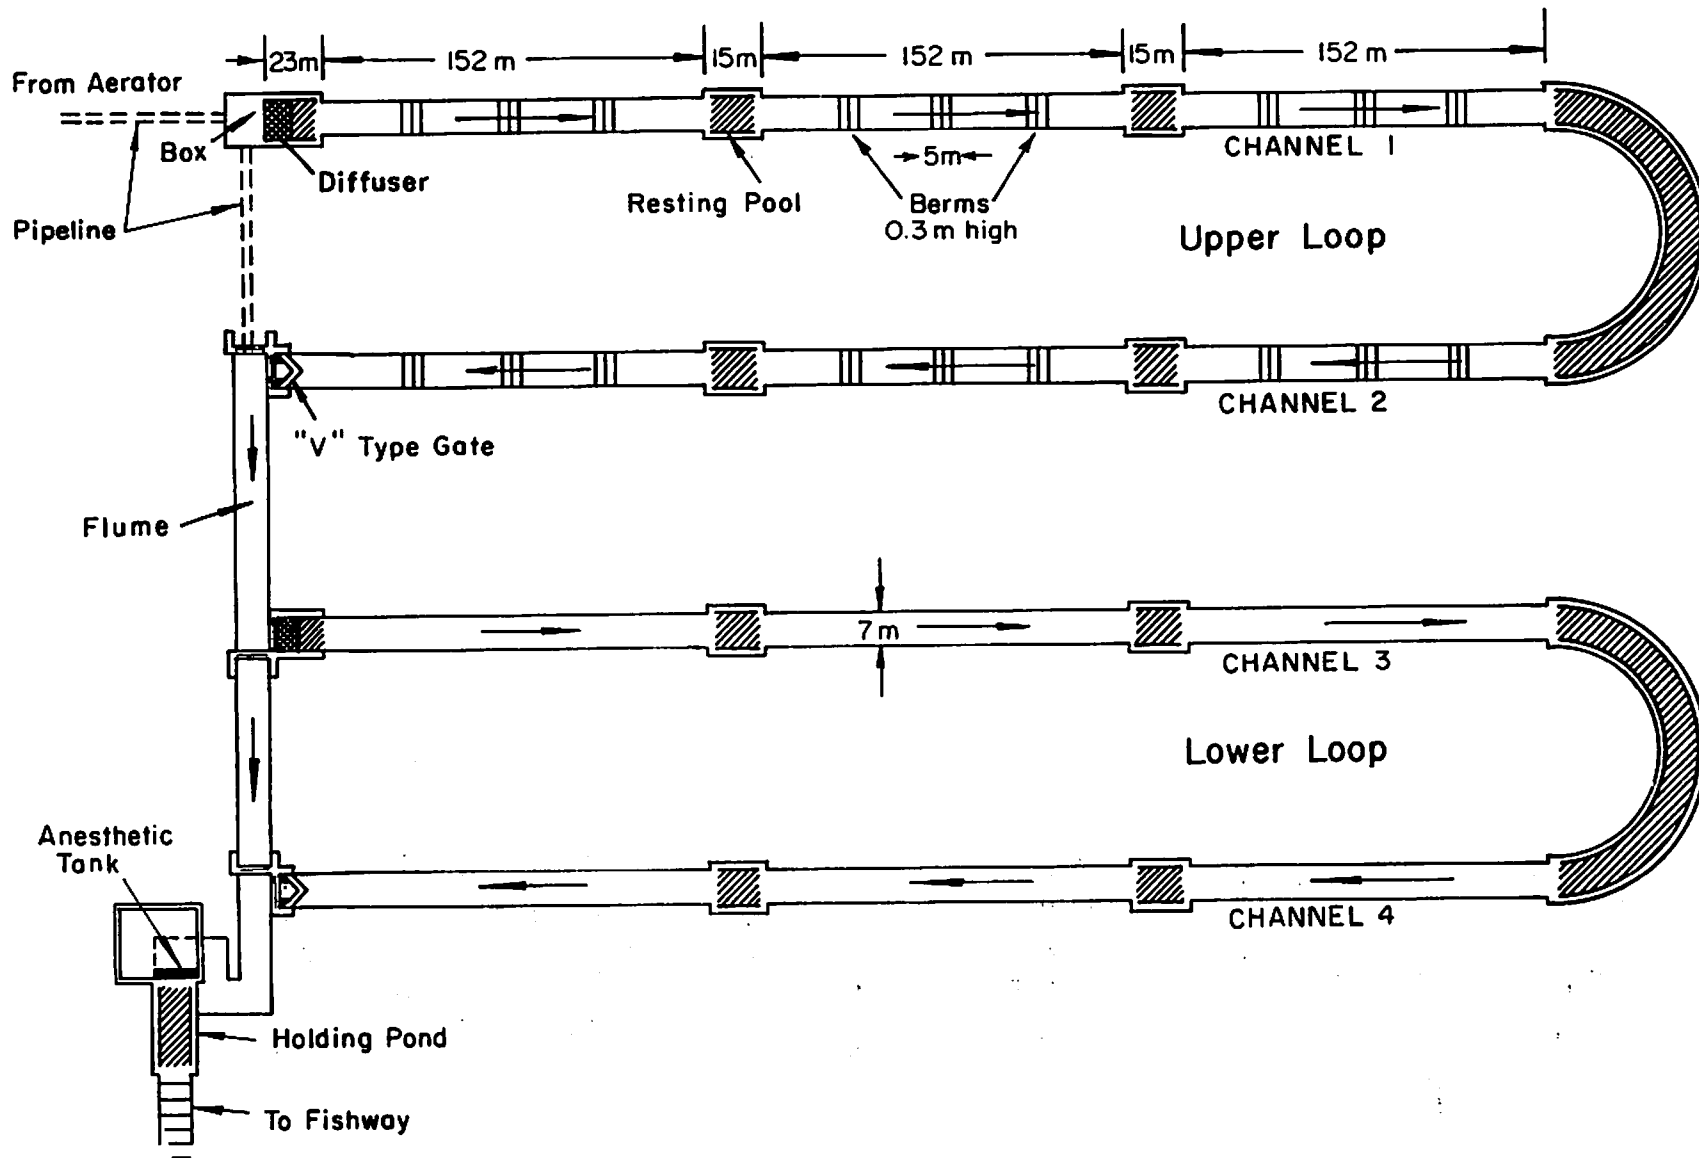 23m 152 m 15m 152 m 15m 152 m
From Aerator
Box
CHANNEL 1
5m
Diffuser
Resting Pool
Berms
0.3 m high
Pipeline
Upper Loop
CHANNEL 2
"V" Type Gate
Flume
7 m
CHANNEL 3
Lower Loop
Anesthetic
Tank
CHANNEL 4
Holding Pond
To Fishway